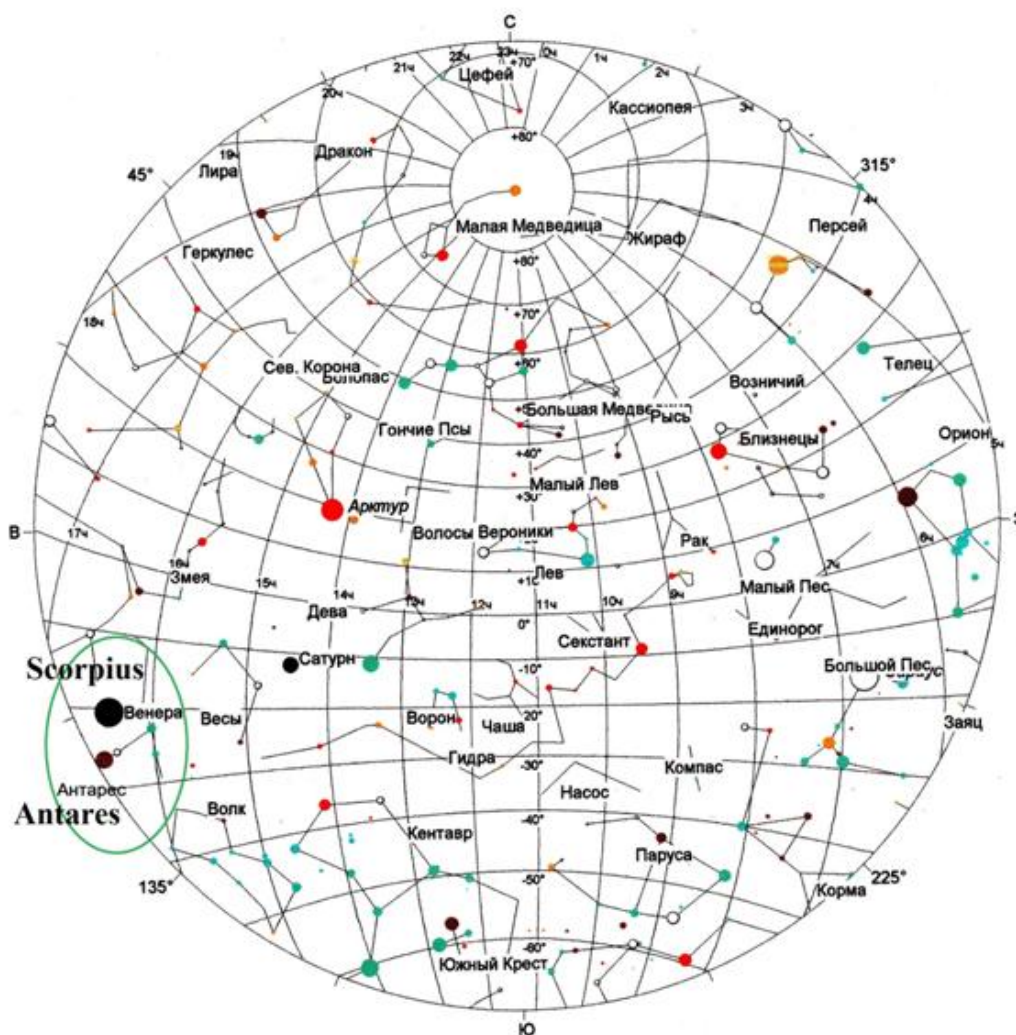 С
22ч
23ч
0ч
1ч
+70°
21ч
Цефей
2ч
20ч
Кассиопея
3ч
+80°
19ч
Дракон
Лира
315°
45°
4ч
Малая Медведица
Персей
Жираф
Геркулес
+80°
18ч
+70°
+60°
Сев. Корона
Телец
Возничий
Большая Медве
Рысь
Гончие Псы
Близнецы
Орион
5ч
+40°
Малый Лев
+30°
Арктур
Волосы Вероники
В
17ч
Рак
6ч
16ч
Змея
15ч
Лев
+10°
7ч
14ч
13ч
12ч
11ч
10ч
9ч
Малый Пес
Дева
0°
Секстант
Единорог
Scorpius
Сатурн
-10°
Большой Пес
Венера
Весы
Ворон
Чаша
-20°
Заяц
Гидра
-30°
Компас
Антарес
Насос
Antares
Волк
-40°
Кентавр
Паруса
135°
-50°
225°
Корма
-60°
Южный Крест
Ю